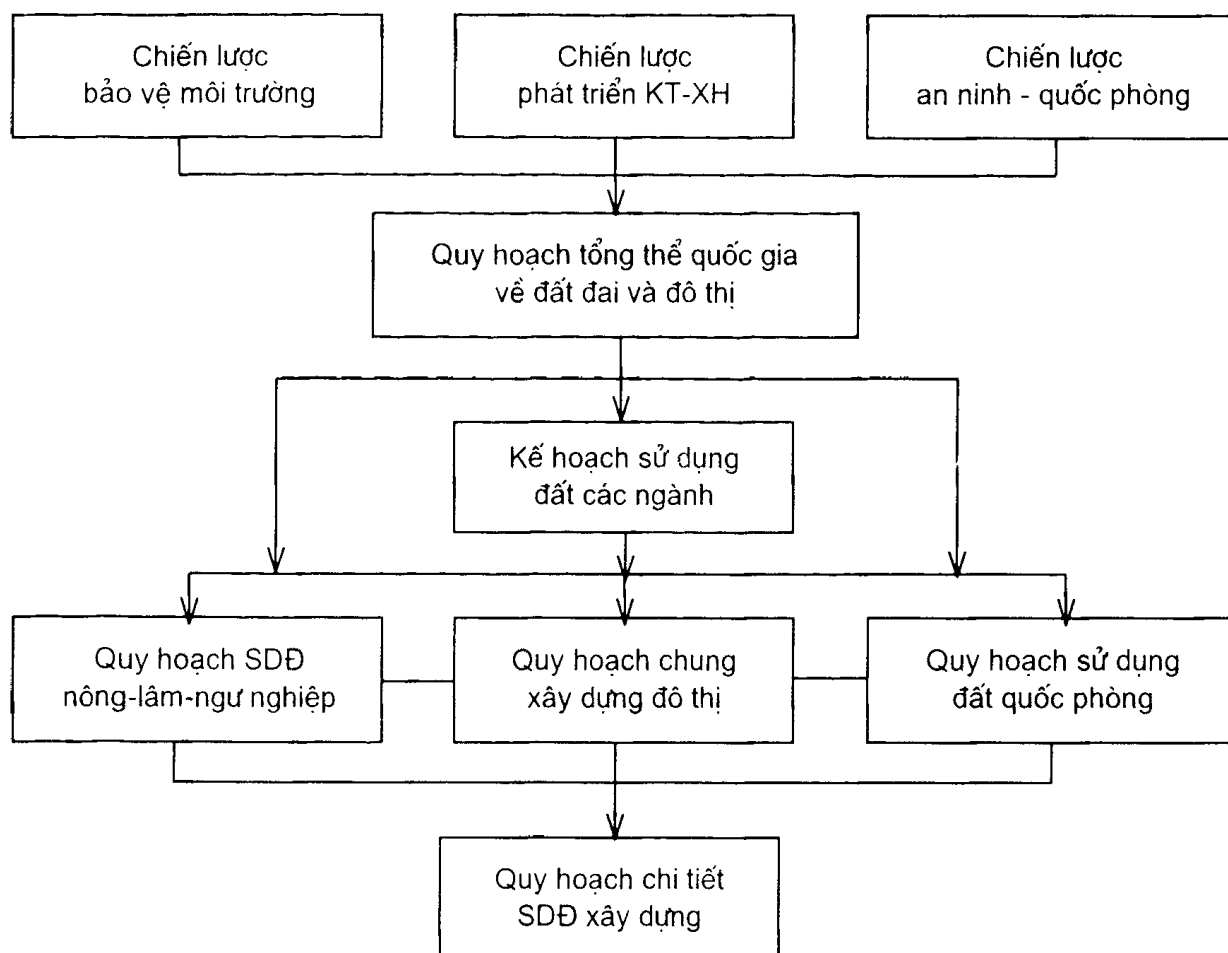 Chiến lược
bảo vệ môi trường
Chiến lược
phát triển KT-XH
Chiến lược
an ninh - quốc phòng
Quy hoạch tổng thể quốc gia
về đất đai và đô thị
Kế hoạch sử dụng
đất các ngành
Quy hoạch SDĐ
nông-lâm-ngư nghiệp
Quy hoạch chung
xây dựng đô thị
Quy hoạch sử dụng
đất quốc phòng
Quy hoạch chi tiết
SDĐ xây dựng